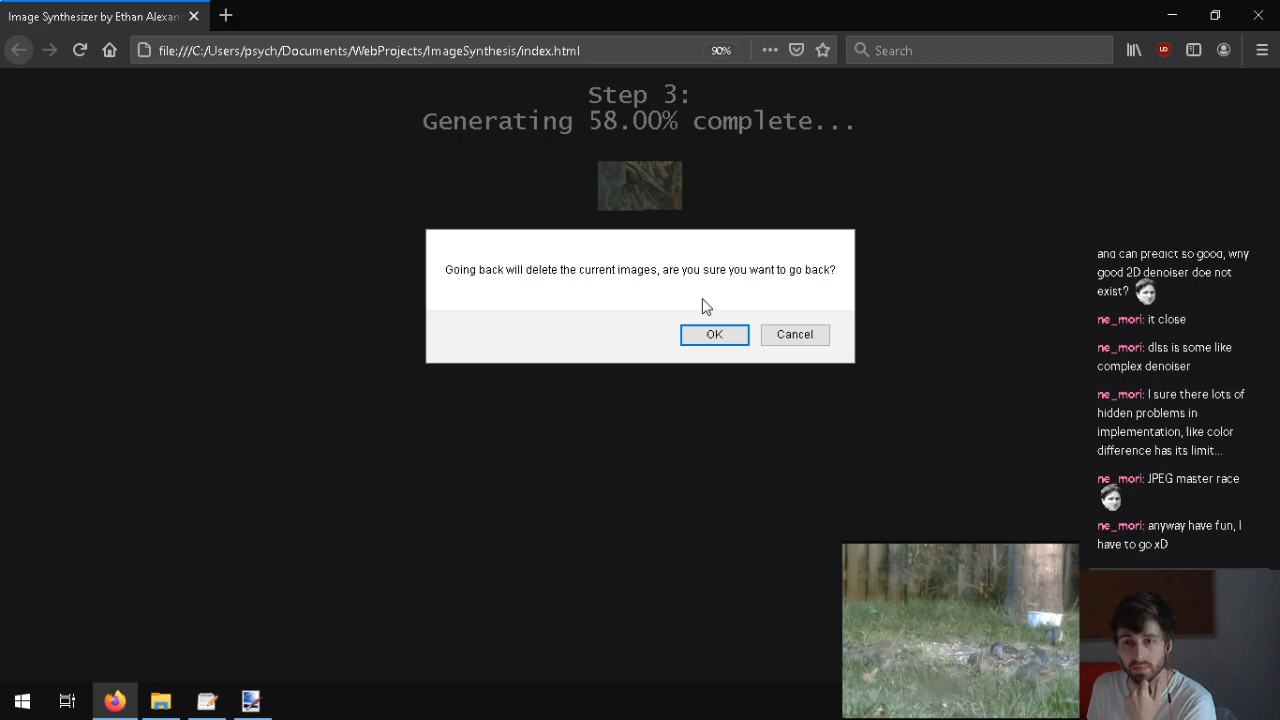 Image Synthesizer by Ethan Alexan
file:///C:/Users/psych/Documents/WebProjects/ImageSynthesis/index.html
90%
Search
Step 3:
Generating 58.00% complete...
Going back will delete the current images, are you sure you want to go back?
OK
Cancel
and can predict so good, why
good 2D denoiser doe not
exist?
ne_mori: it close
ne_mori: dlss is some like
complex denoiser
ne_mori: I sure there lots of
hidden problems in
implementation, like color
difference has its limit...
ne_mori: JPEG master race
ne_mori: anyway have fun, I
have to go xD